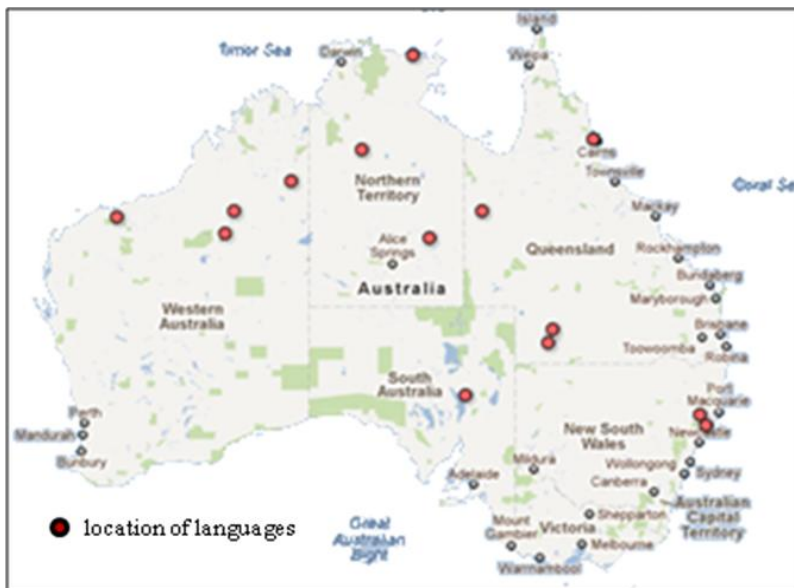 Island
Timor Sea
Darwin
Weipa
Cairns
Townsville
Coral Se
Northern
Territory
Mackay
Alice
Springs
Queensland
Rockhampton
Australia
Bundaberg
Maryborough
Western
Australia
Brisbane
Toowoomba
Robina
South
Australia
Port
Macquarie
Perth
Mandurah
Bunbury
New South
Wales
Newcastle
Mildura
Wollongong
Sydney
Adelaide
Canberra
Australian
Capital
Territory
Great
Australian
Bight
Mount
Gambier
Victoria
Shepparton
Melbourne
Warrnambool
location of languages